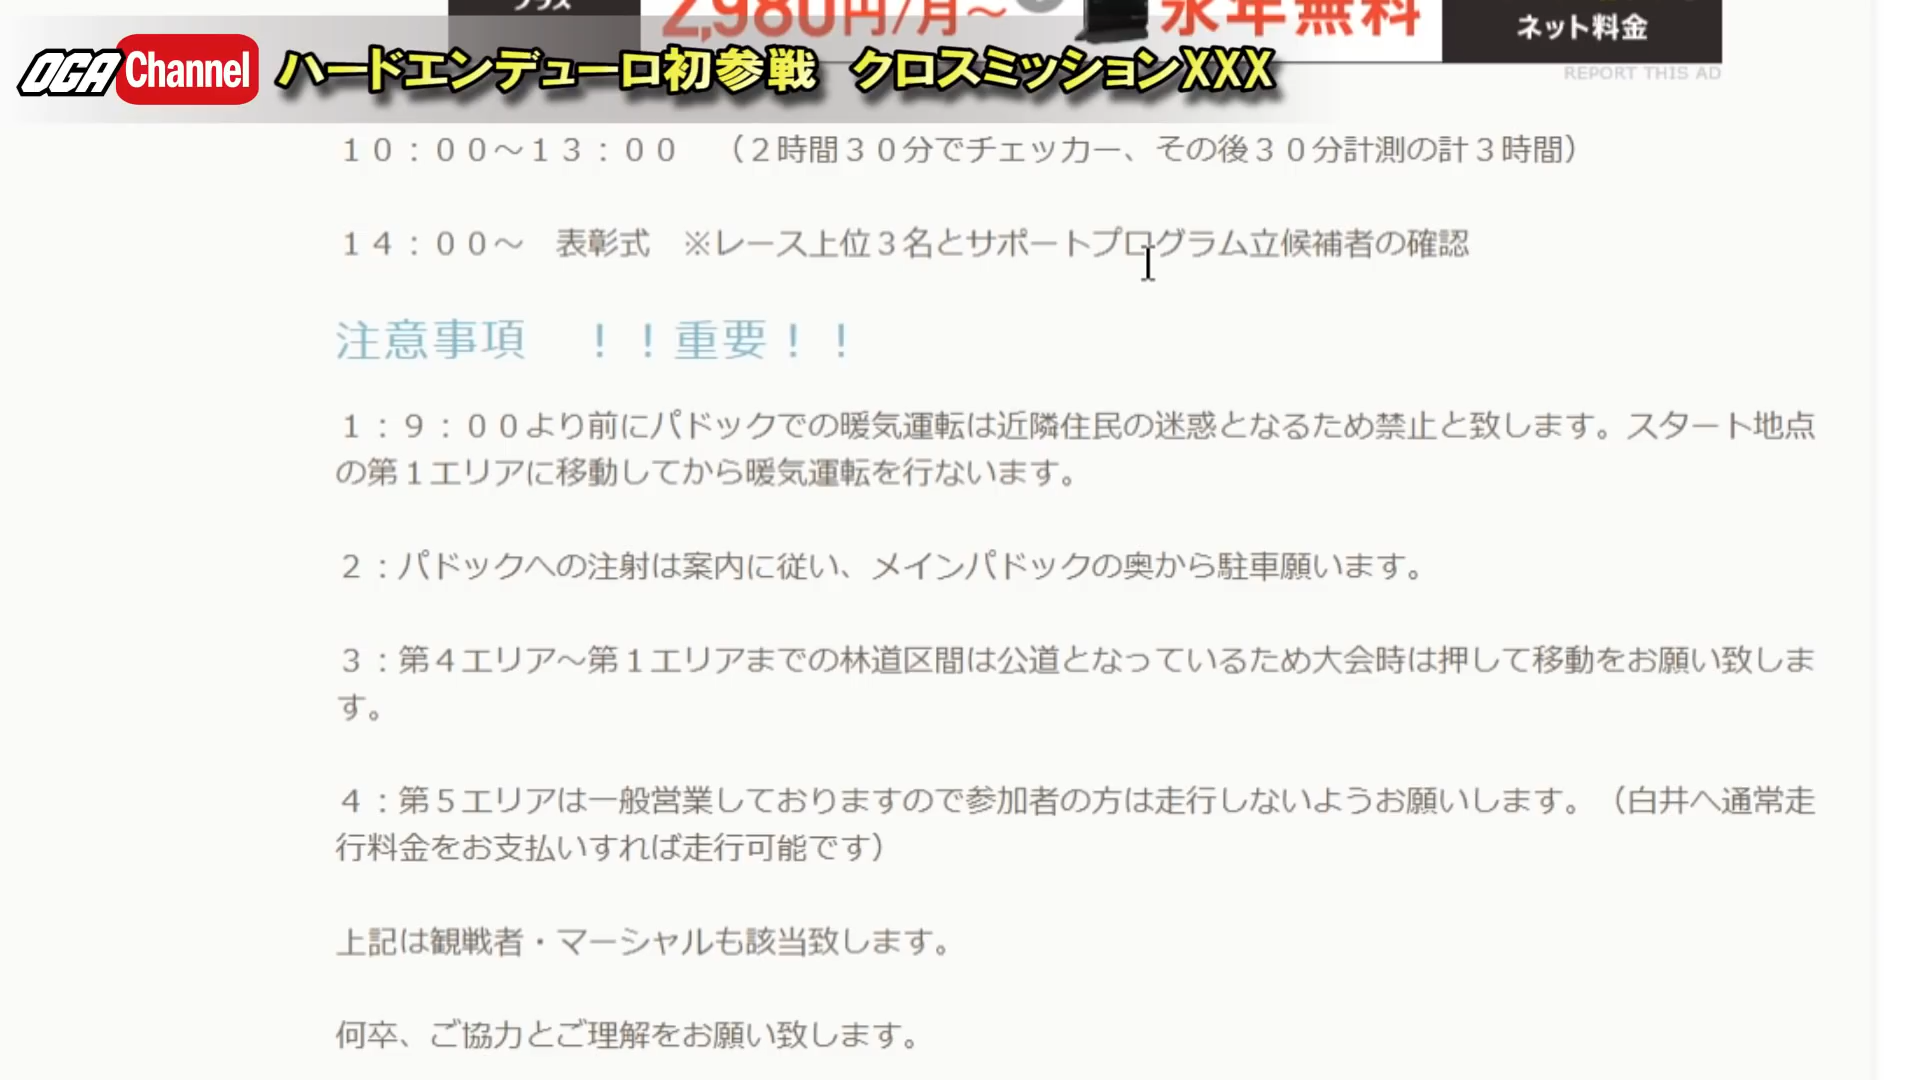 プラス
2,980円/月～
永年無料
ネット料金
REPORT THIS AD
OGA Channel ハードエンデューロ初参戦　クロスミッションXXX
１０：００～１３：００　（２時間３０分でチェッカー、その後３０分計測の計３時間）
１４：００～　表彰式　※レース上位３名とサポートプログラム立候補者の確認
注意事項　！！重要！！
１：９：００より前にパドックでの暖気運転は近隣住民の迷惑となるため禁止と致します。スタート地点
の第１エリアに移動してから暖気運転を行ないます。
２：パドックへの注射は案内に従い、メインパドックの奥から駐車願います。
３：第４エリア～第１エリアまでの林道区間は公道となっているため大会時は押して移動をお願い致しま
す。
４：第５エリアは一般営業しておりますので参加者の方は走行しないようお願いします。（白井へ通常走
行料金をお支払いすれば走行可能です）
上記は観戦者・マーシャルも該当致します。
何卒、ご協力とご理解をお願い致します。